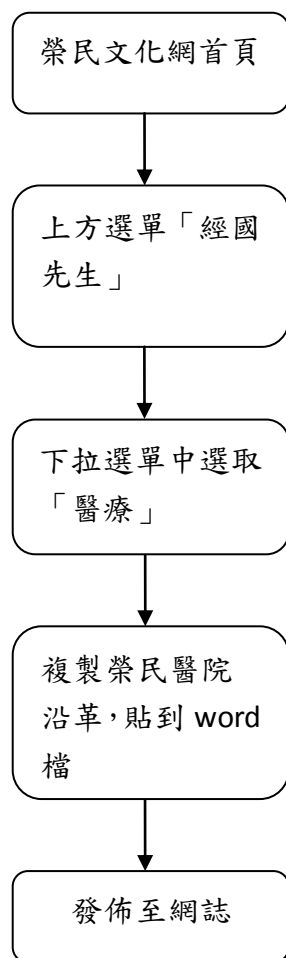 榮民文化網首頁
上方選單「經國
先生」
下拉選單中選取
「醫療」
複製榮民醫院
沿革，貼到 word
檔
發佈至網誌